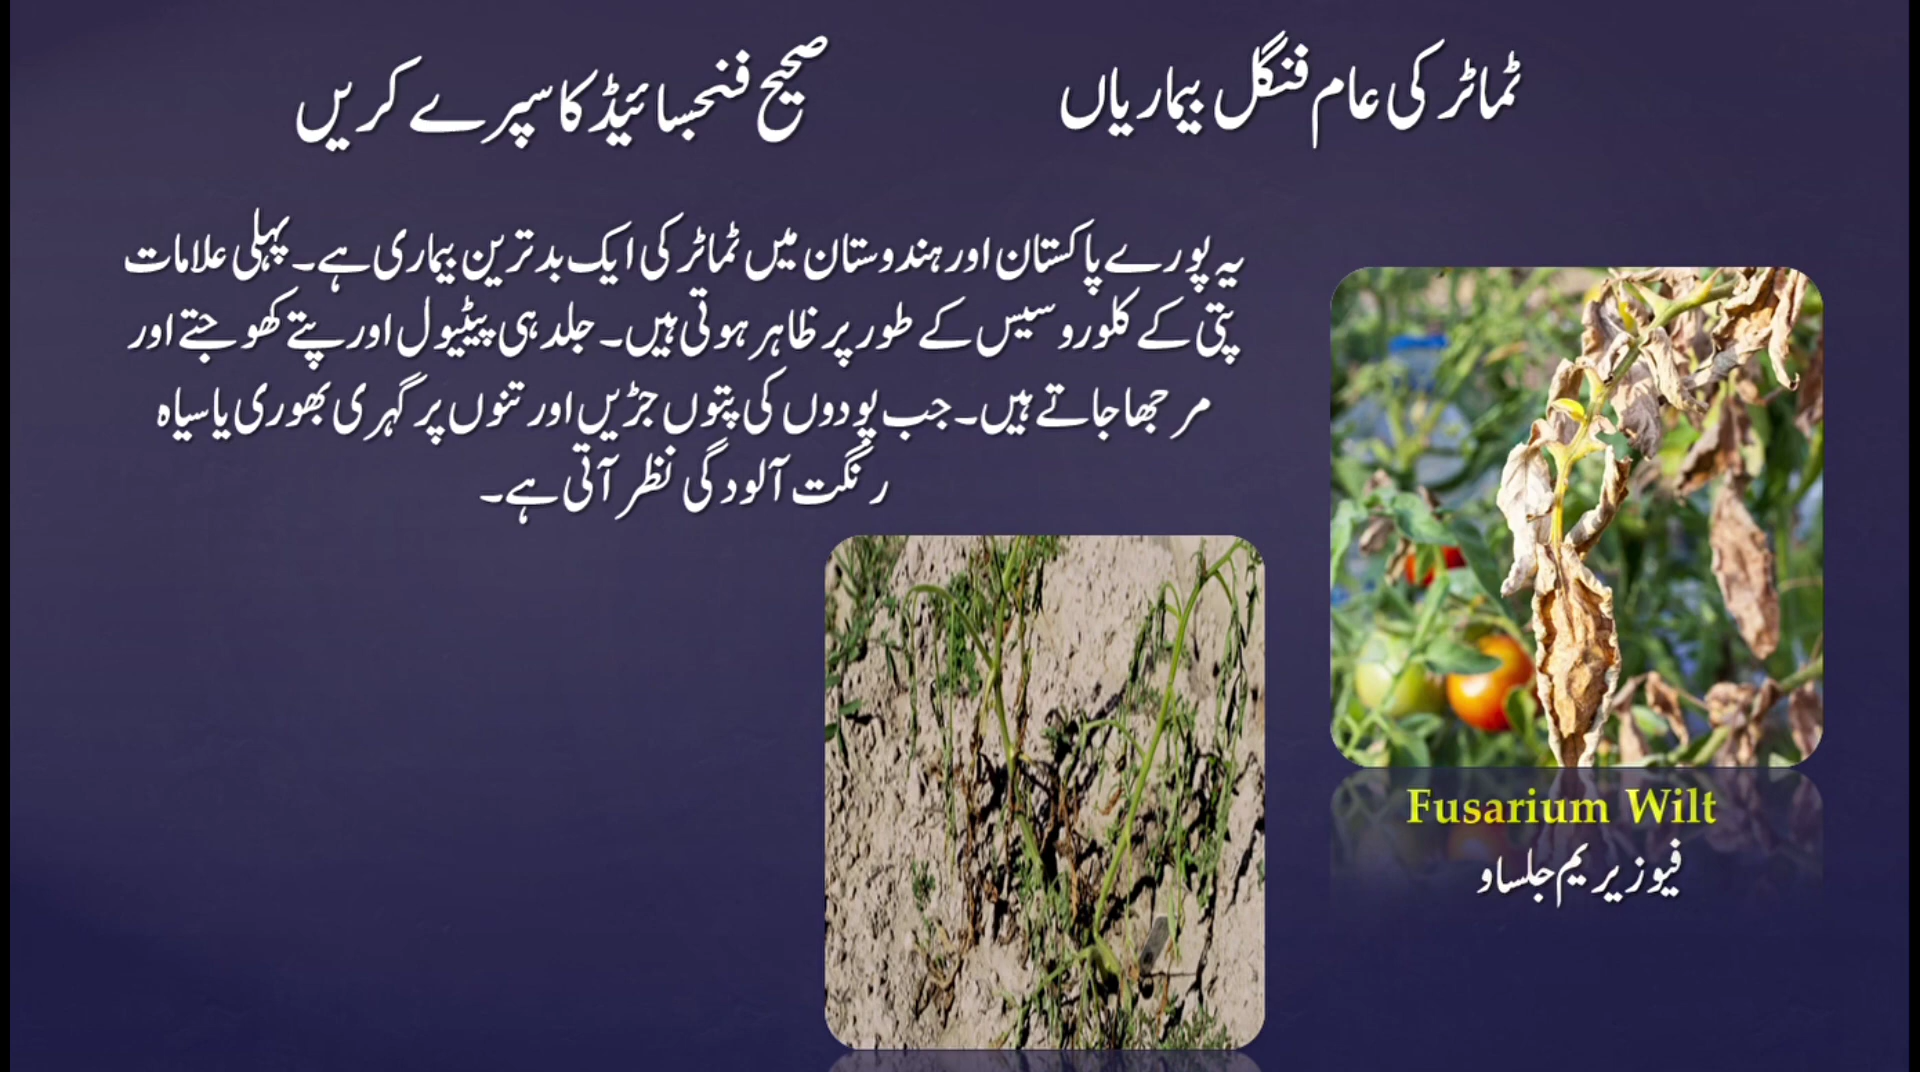 ٹماٹر کی عام فنگل بیماریاں
صحیح فنجسائیڈ کا سپرے کریں
یہ پورے پاکستان اور ہندوستان میں ٹماٹر کی ایک بدترین بیماری ہے۔ پہلی علامات
پتی کے کلوروسیس کے طور پر ظاہر ہوتی ہیں۔ جلد ہی پیٹیول اور پتے کھو جتے اور
مرجھا جاتے ہیں۔ جب پودوں کی پتوں جڑیں اور تنوں پر گہری بھوری یا سیاہ
رنگت آلودگی نظر آتی ہے۔
Fusarium Wilt
فیوزیریم جلساو